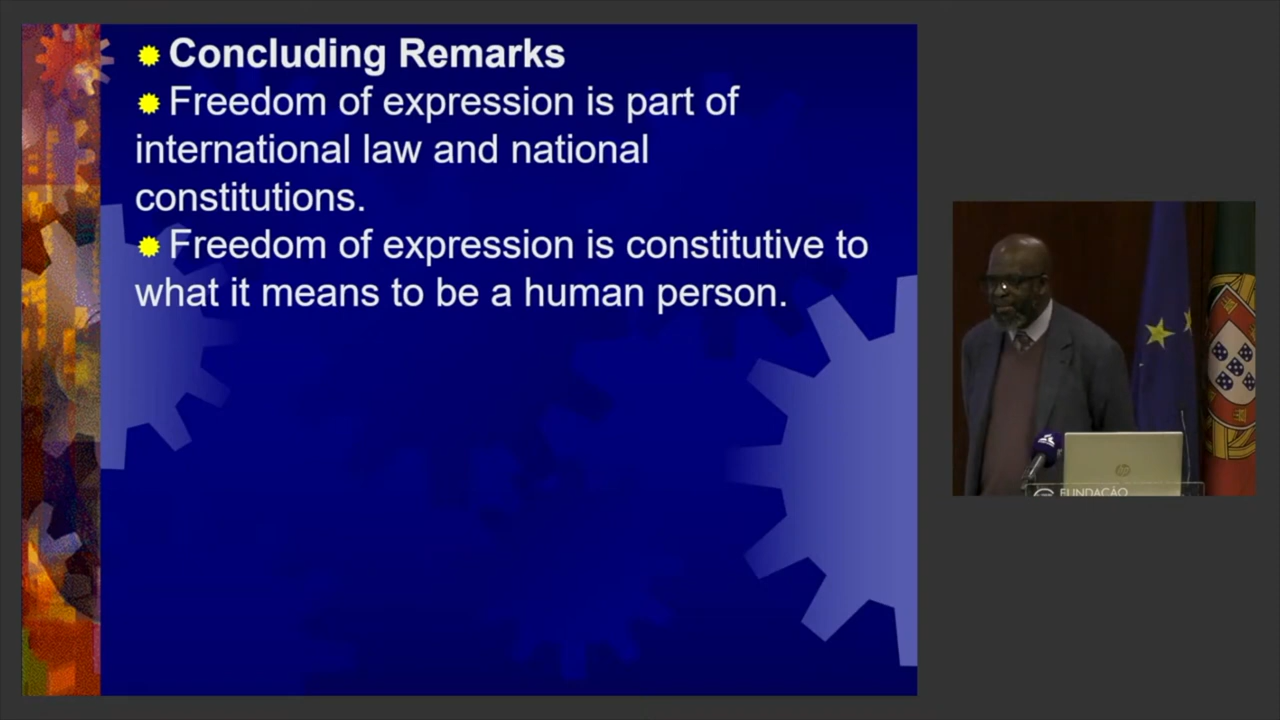 Concluding Remarks
Freedom of expression is part of
international law and national
constitutions.
Freedom of expression is constitutive to
what it means to be a human person.
FUNDAÇÃO